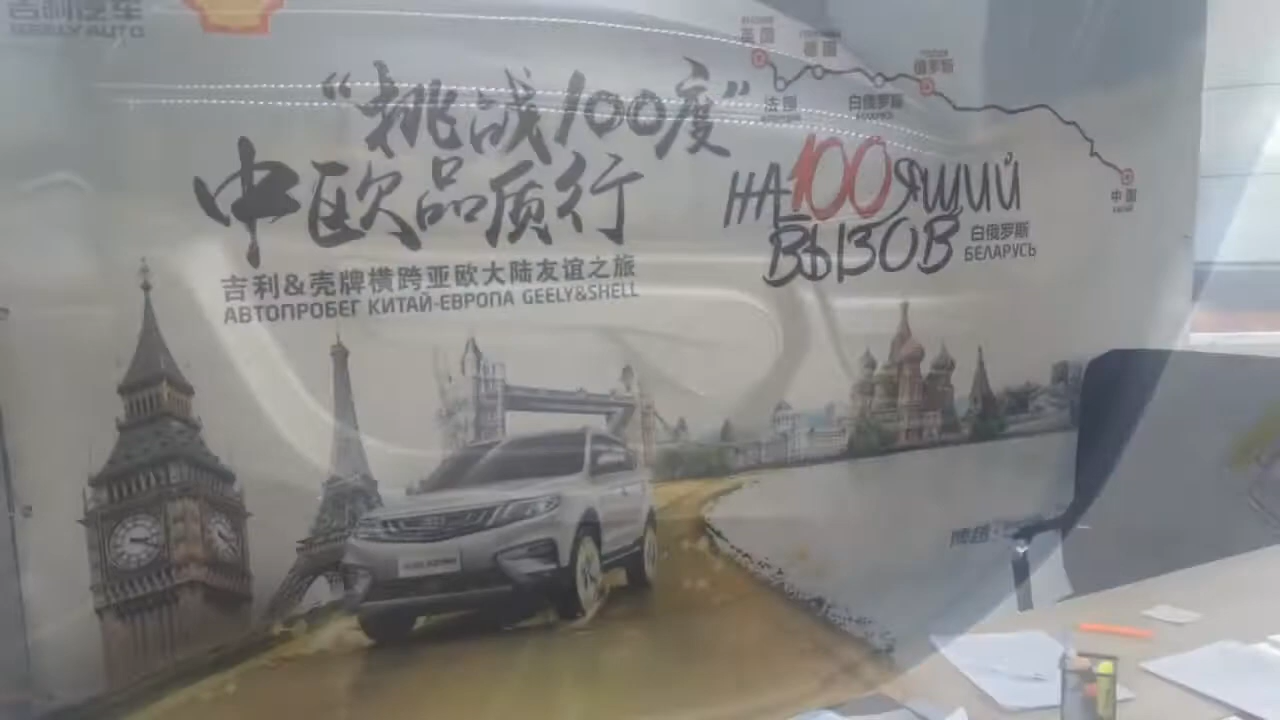 吉利汽车
GEELY AUTO
“挑战100度”
中欧品质行
吉利&壳牌横跨亚欧大陆友谊之旅
АВТОПРОБЕГ КИТАЙ-ЕВРОПА GEELY&SHELL
英国
德国
俄罗斯
法国
白俄罗斯
中国
НА100ЯЩИЙ
ВЫЗОВ
白俄罗斯
БЕЛАРУСЬ